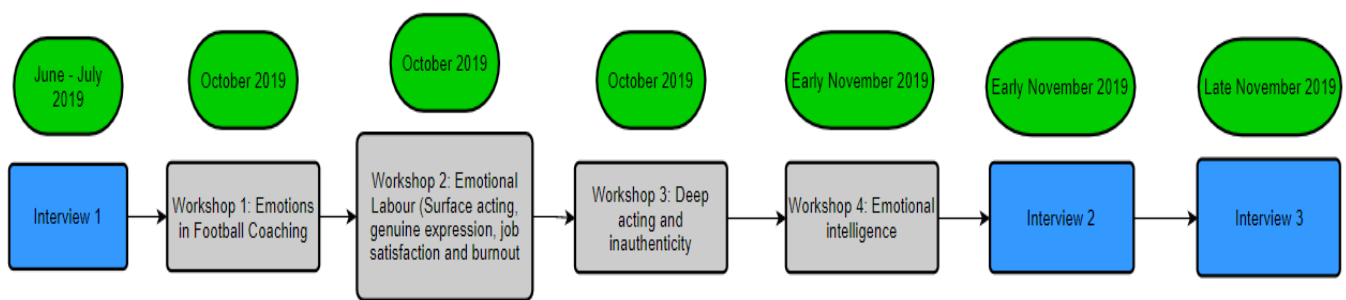 June - July
2019
October 2019
October 2019
October 2019
Early November 2019
Early November 2019
Late November 2019
Interview 1
Workshop 1: Emotions
in Football Coaching
Workshop 2: Emotional
Labour (Surface acting,
genuine expression, job
satisfaction and burnout
Workshop 3: Deep
acting and
inauthenticity
Workshop 4: Emotional
intelligence
Interview 2
Interview 3